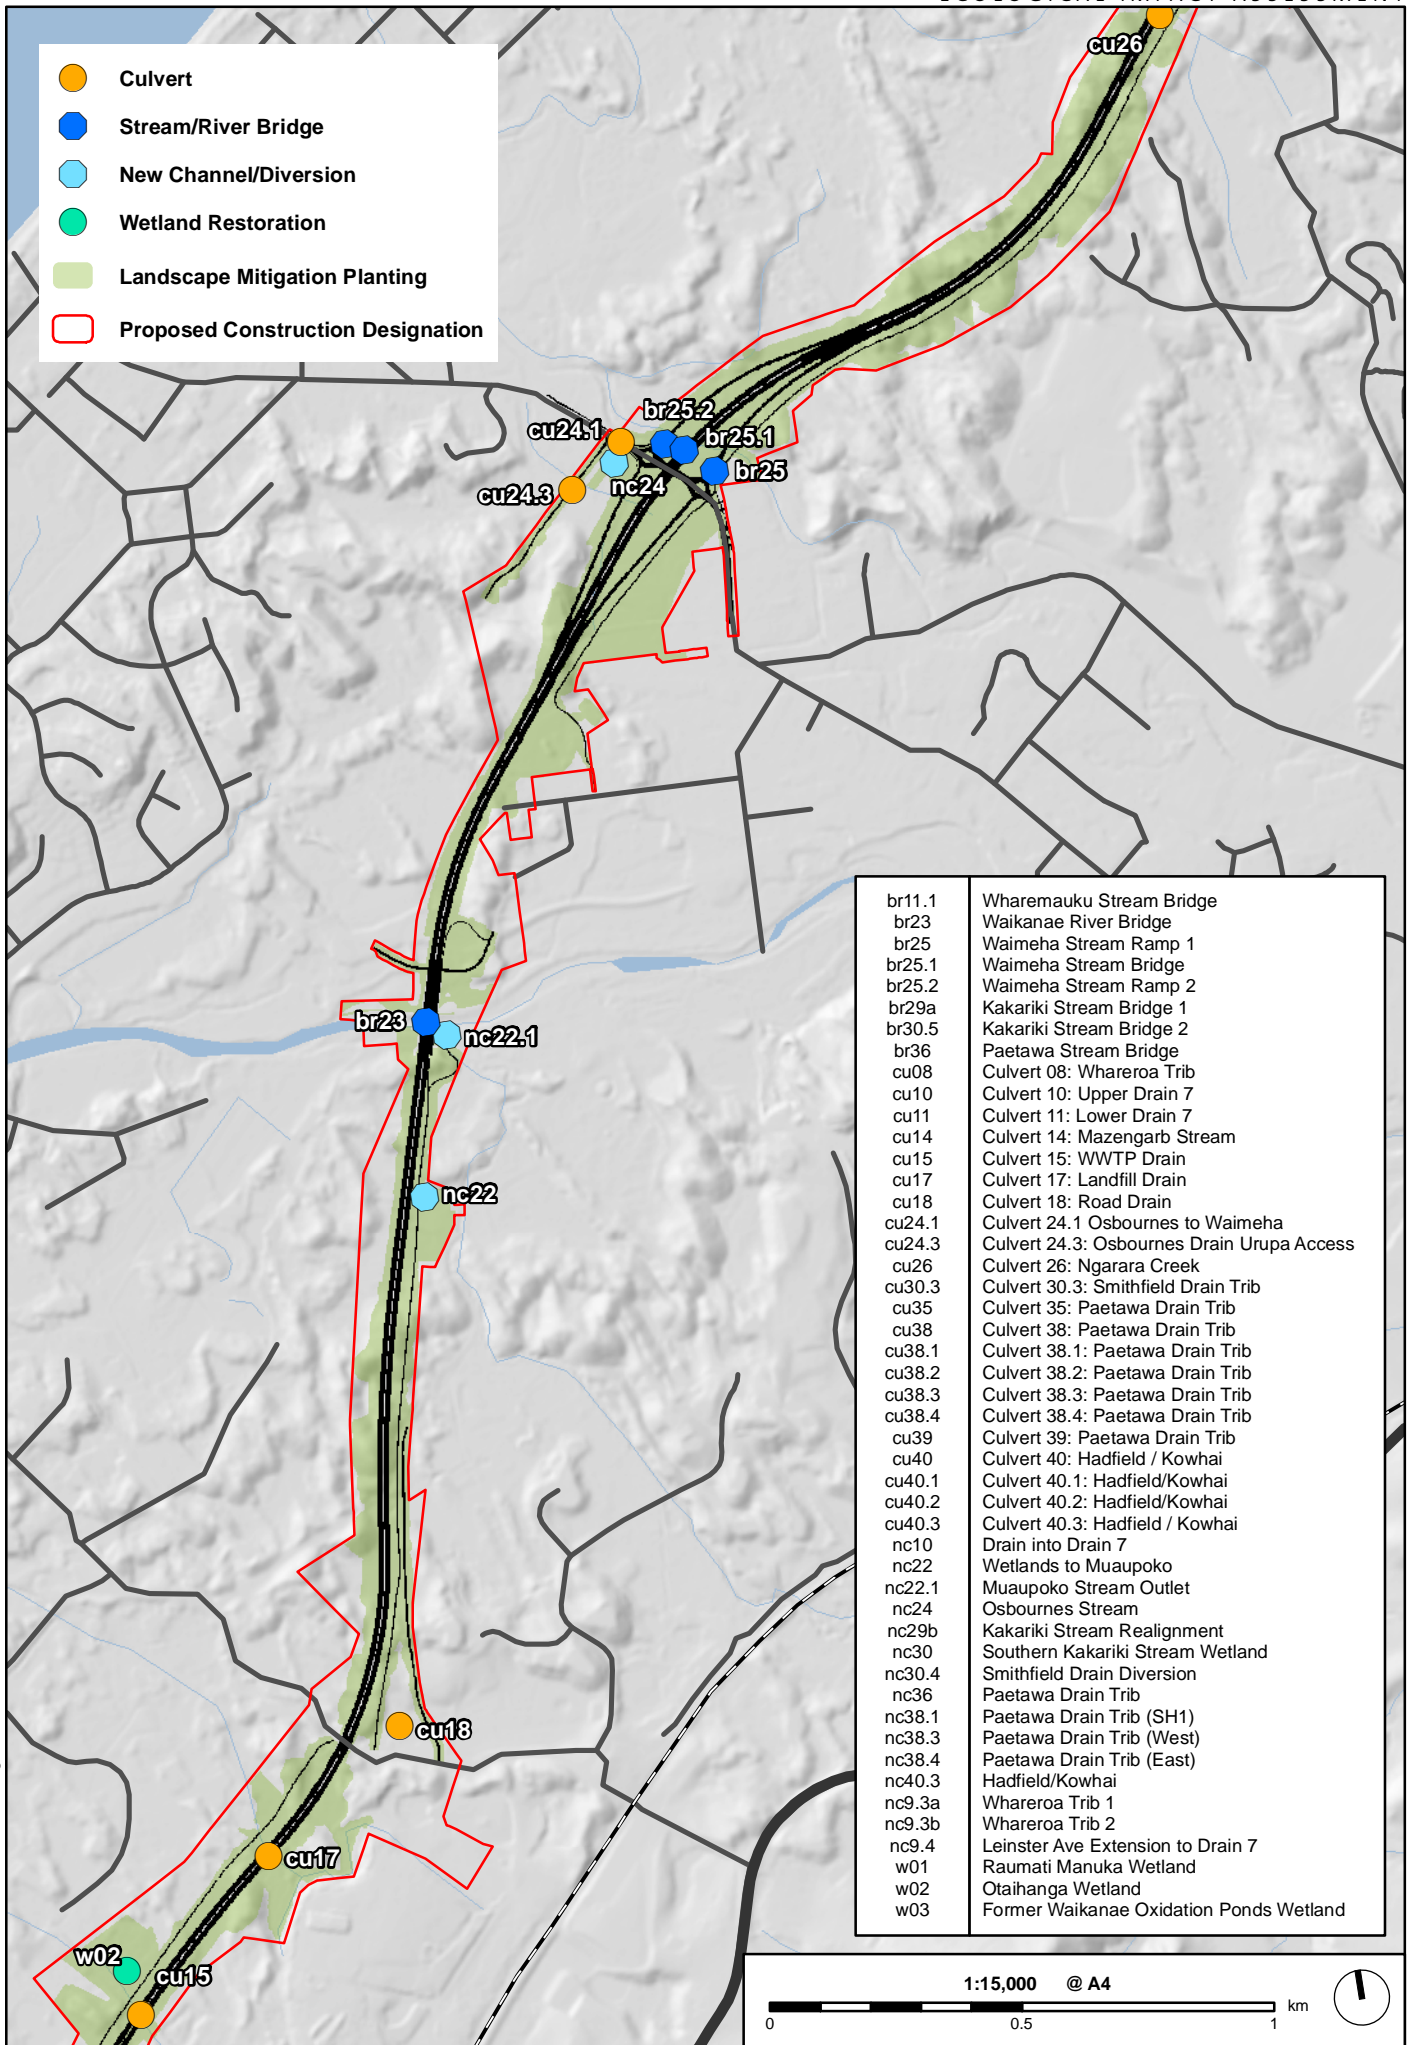 Culvert
Stream/River Bridge
New Channel/Diversion
Wetland Restoration
Landscape Mitigation Planting
Proposed Construction Designation
cu26
br25.2
cu24.1
br25.1
br25
nc24
cu24.3
br23
nc22.1
nc22
cu18
cu17
w02
cu15
br11.1 Wharemauku Stream Bridge
br23 Waikanae River Bridge
br25 Waimeha Stream Ramp 1
br25.1 Waimeha Stream Bridge
br25.2 Waimeha Stream Ramp 2
br29a Kakariki Stream Bridge 1
br30.5 Kakariki Stream Bridge 2
br36 Paetawa Stream Bridge
cu08 Culvert 08: Whareroa Trib
cu10 Culvert 10: Upper Drain 7
cu11 Culvert 11: Lower Drain 7
cu14 Culvert 14: Mazengarb Stream
cu15 Culvert 15: WWTP Drain
cu17 Culvert 17: Landfill Drain
cu18 Culvert 18: Road Drain
cu24.1 Culvert 24.1 Osbournes to Waimeha
cu24.3 Culvert 24.3: Osbournes Drain Urupa Access
cu26 Culvert 26: Ngarara Creek
cu30.3 Culvert 30.3: Smithfield Drain Trib
cu35 Culvert 35: Paetawa Drain Trib
cu38 Culvert 38: Paetawa Drain Trib
cu38.1 Culvert 38.1: Paetawa Drain Trib
cu38.2 Culvert 38.2: Paetawa Drain Trib
cu38.3 Culvert 38.3: Paetawa Drain Trib
cu38.4 Culvert 38.4: Paetawa Drain Trib
cu39 Culvert 39: Paetawa Drain Trib
cu40 Culvert 40: Hadfield / Kowhai
cu40.1 Culvert 40.1: Hadfield/Kowhai
cu40.2 Culvert 40.2: Hadfield/Kowhai
cu40.3 Culvert 40.3: Hadfield / Kowhai
nc10 Drain into Drain 7
nc22 Wetlands to Muaupoko
nc22.1 Muaupoko Stream Outlet
nc24 Osbournes Stream
nc29b Kakariki Stream Realignment
nc30 Southern Kakariki Stream Wetland
nc30.4 Smithfield Drain Diversion
nc36 Paetawa Drain Trib
nc38.1 Paetawa Drain Trib (SH1)
nc38.3 Paetawa Drain Trib (West)
nc38.4 Paetawa Drain Trib (East)
nc40.3 Hadfield/Kowhai
nc9.3a Whareroa Trib 1
nc9.3b Whareroa Trib 2
nc9.4 Leinster Ave Extension to Drain 7
w01 Raumati Manuka Wetland
w02 Otaihanga Wetland
w03 Former Waikanae Oxidation Ponds Wetland
1:15,000 @ A4
km
0 0.5 1